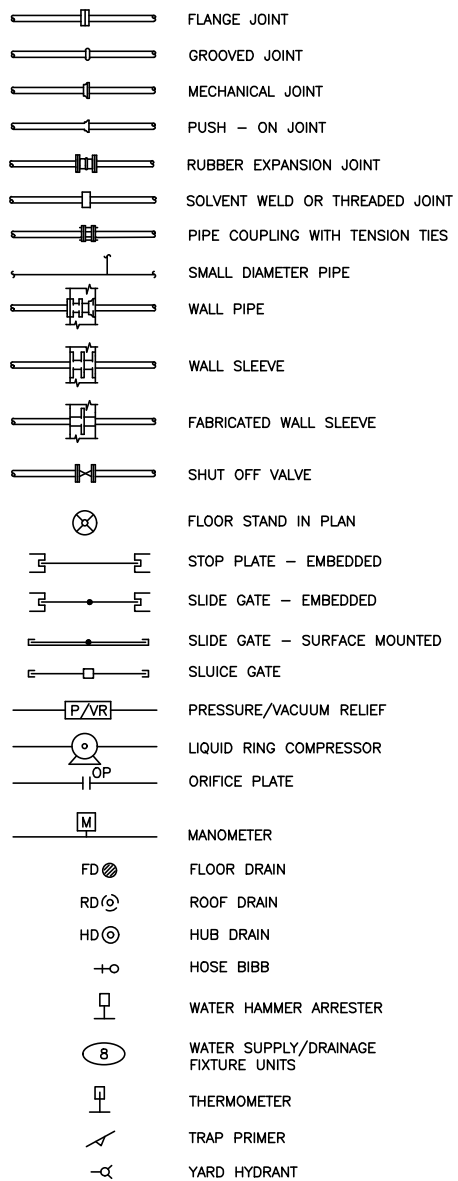 FLANGE JOINT
GROOVED JOINT
MECHANICAL JOINT
PUSH - ON JOINT
RUBBER EXPANSION JOINT
SOLVENT WELD OR THREADED JOINT
PIPE COUPLING WITH TENSION TIES
SMALL DIAMETER PIPE
WALL PIPE
WALL SLEEVE
FABRICATED WALL SLEEVE
SHUT OFF VALVE
FLOOR STAND IN PLAN
STOP PLATE - EMBEDDED
SLIDE GATE - EMBEDDED
SLIDE GATE - SURFACE MOUNTED
SLUICE GATE
P/VR PRESSURE/VACUUM RELIEF
LIQUID RING COMPRESSOR
OP ORIFICE PLATE
M MANOMETER
FD FLOOR DRAIN
RD ROOF DRAIN
HD HUB DRAIN
HOSE BIBB
WATER HAMMER ARRESTER
8 WATER SUPPLY/DRAINAGE
FIXTURE UNITS
THERMOMETER
TRAP PRIMER
YARD HYDRANT